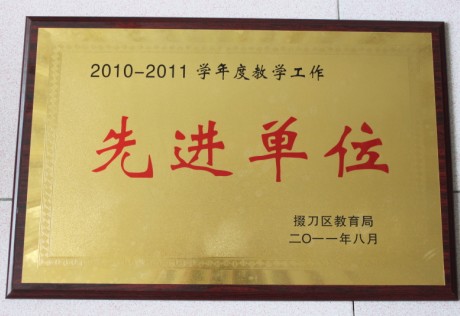 2010-2011 学年度教学工作
先进单位
掇刀区教育局
二〇一一年八月